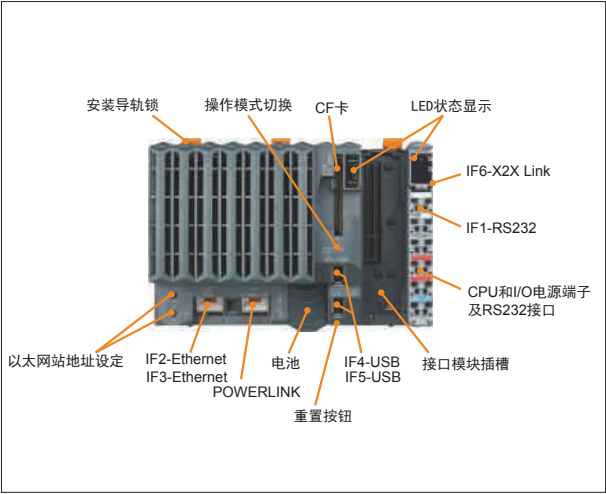 安装导轨锁
操作模式切换
CF卡
LED状态显示
IF6-X2X Link
IF1-RS232
CPU和I/O电源端子
及RS232接口
以太网站地址设定
IF2-Ethernet
IF3-Ethernet
POWERLINK
电池
重置按钮
IF4-USB
IF5-USB
接口模块插槽